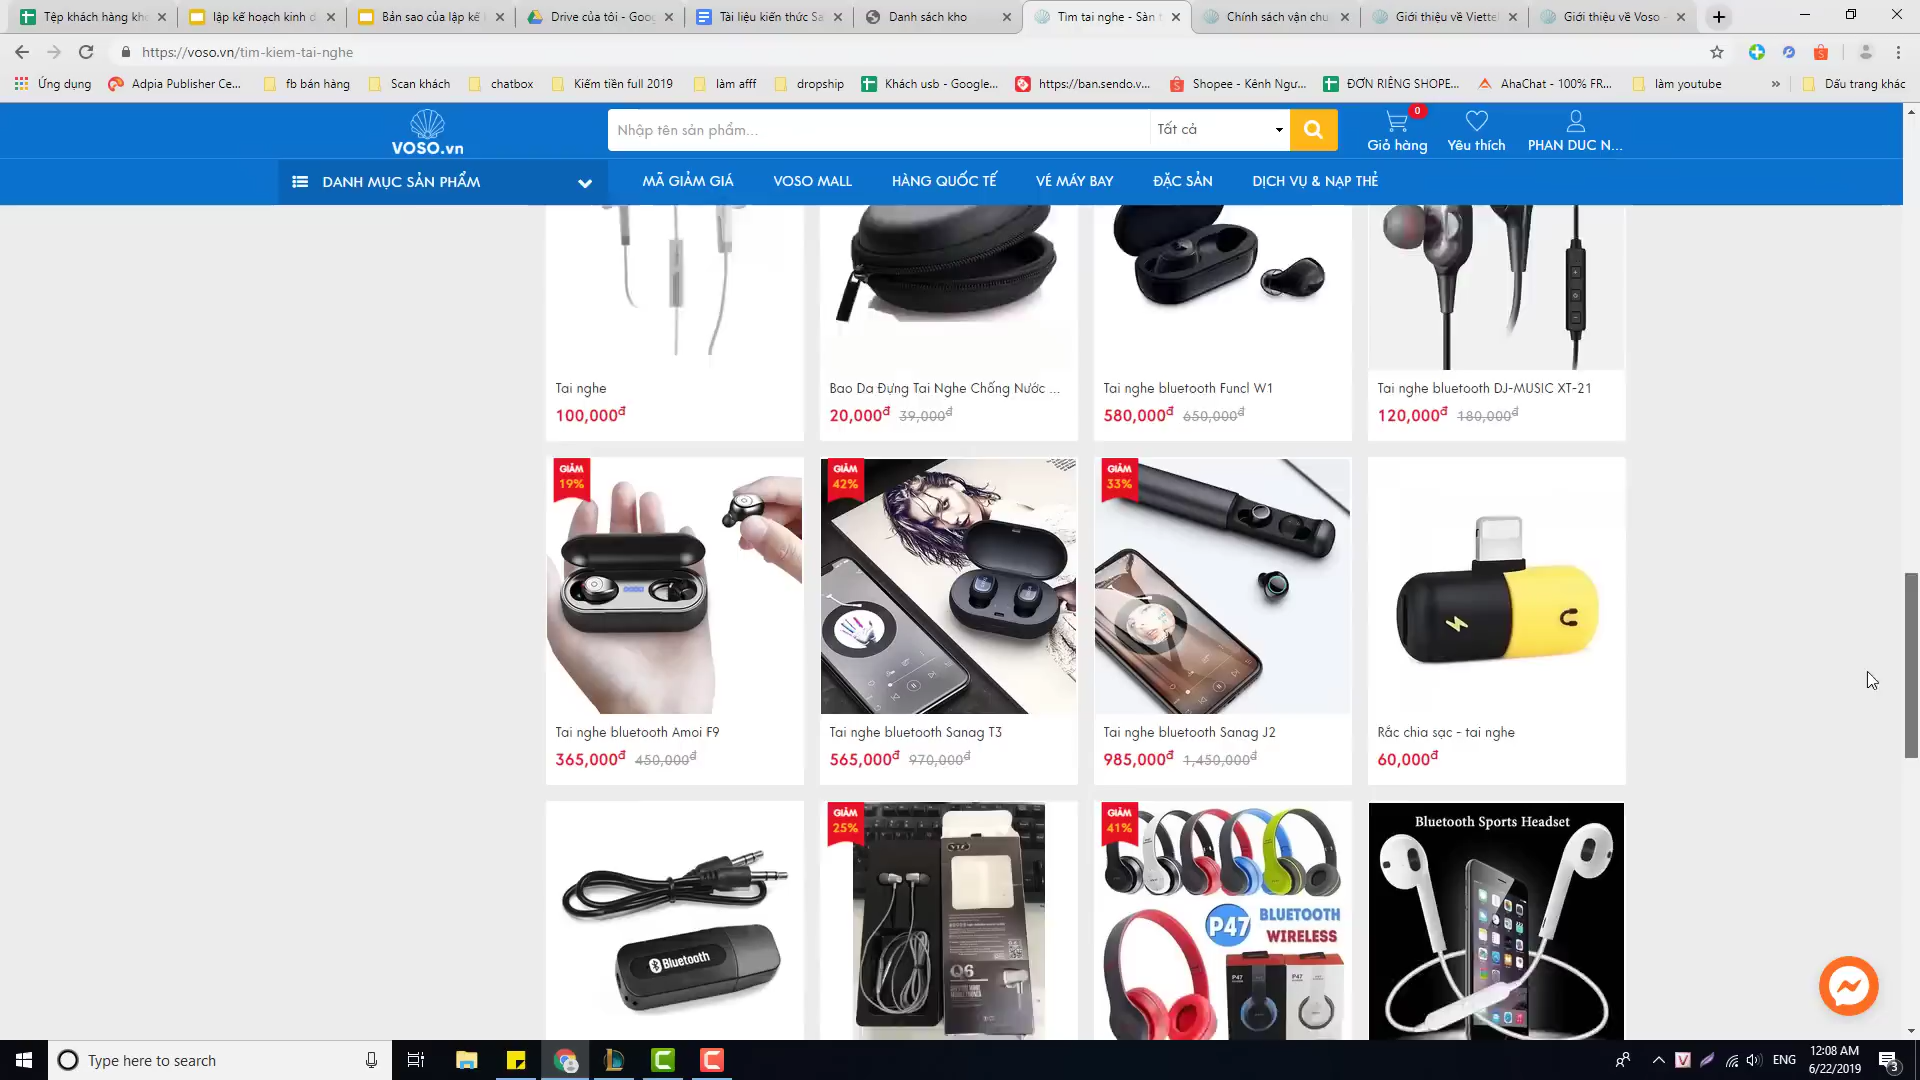 Tệp khách hàng kh
lập kế hoạch kinh d
Bản sao của lập kế
Drive của tôi - Goog
Tài liệu kiến thức Sa
Danh sách kho
Tìm tai nghe - Sàn t
Chính sách vận chu
Giới thiệu về Viettel
Giới thiệu về Voso -
https://voso.vn/tim-kiem-tai-nghe
Ứng dụng
Adpia Publisher Ce...
fb bán hàng
Scan khách
chatbox
Kiếm tiền full 2019
làm afff
dropship
Khách usb - Google...
https://ban.sendo.v...
Shopee - Kênh Ngư...
ĐƠN RIÊNG SHOPE...
AhaChat - 100% FR...
làm youtube
»
Dấu trang khác
VOSO.vn
Nhập tên sản phẩm...
Tất cả
0
Giỏ hàng
Yêu thích
PHAN DUC N...
DANH MỤC SẢN PHẨM
MÃ GIẢM GIÁ
VOSO MALL
HÀNG QUỐC TẾ
VÉ MÁY BAY
ĐẶC SẢN
DỊCH VỤ & NẠP THẺ
Tai nghe
100,000đ
Bao Da Đựng Tai Nghe Chống Nước ...
20,000đ 39,000đ
Tai nghe bluetooth Funcl W1
580,000đ 650,000đ
Tai nghe bluetooth DJ-MUSIC XT-21
120,000đ 180,000đ
GIẢM
19%
GIẢM
42%
GIẢM
33%
Tai nghe bluetooth Amoi F9
365,000đ 450,000đ
Tai nghe bluetooth Sanag T3
565,000đ 970,000đ
Tai nghe bluetooth Sanag J2
985,000đ 1,450,000đ
Rắc chia sạc - tai nghe
60,000đ
Bluetooth
GIẢM
25%
Q6
GIẢM
41%
P47
BLUETOOTH
WIRELESS
P47
P47
Bluetooth Sports Headset
Type here to search
ENG
12:08 AM
6/22/2019
3